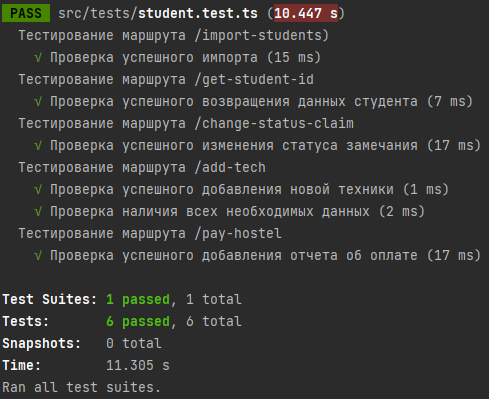 PASS src/tests/student.test.ts (10.447 s)
Тестирование маршрута /import-students)
√ Проверка успешного импорта (15 ms)
Тестирование маршрута /get-student-id
√ Проверка успешного возвращения данных студента (7 ms)
Тестирование маршрута /change-status-claim
√ Проверка успешного изменения статуса замечания (17 ms)
Тестирование маршрута /add-tech
√ Проверка успешного добавления новой техники (1 ms)
√ Проверка наличия всех необходимых данных (2 ms)
Тестирование маршрута /pay-hostel
√ Проверка успешного добавления отчета об оплате (17 ms)
Test Suites: 1 passed, 1 total
Tests: 6 passed, 6 total
Snapshots: 0 total
Time: 11.305 s
Ran all test suites.